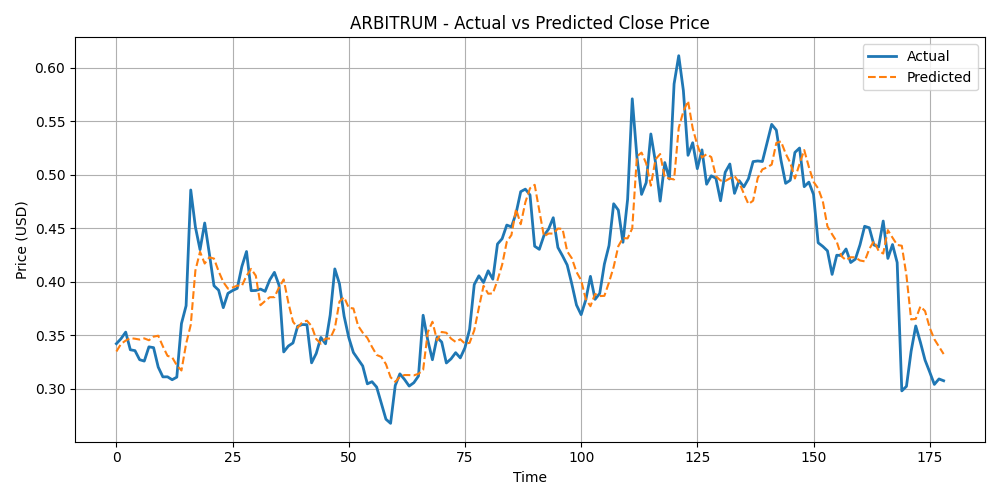 ARBITRUM - Actual vs Predicted Close Price
Actual
Predicted
Price (USD)
0.60
0.55
0.50
0.45
0.40
0.35
0.30
0 25 50 75 100 125 150 175
Time